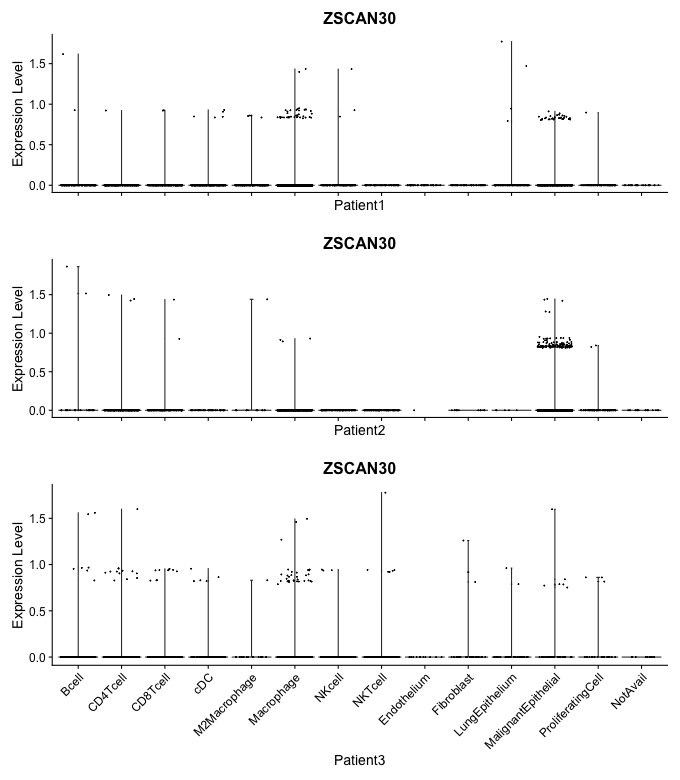 ZSCAN30
Expression Level
1.5
1.0
0.5
0.0
Patient1
ZSCAN30
Expression Level
1.5
1.0
0.5
0.0
Patient2
ZSCAN30
Expression Level
1.5
1.0
0.5
0.0
Bcell
CD4Tcell
CD8Tcell
cDC
M2Macrophage
Macrophage
NKcell
NKTcell
Endothelium
Fibroblast
LungEpithelium
MalignantEpithelial
ProliferatingCell
NotAvail
Patient3